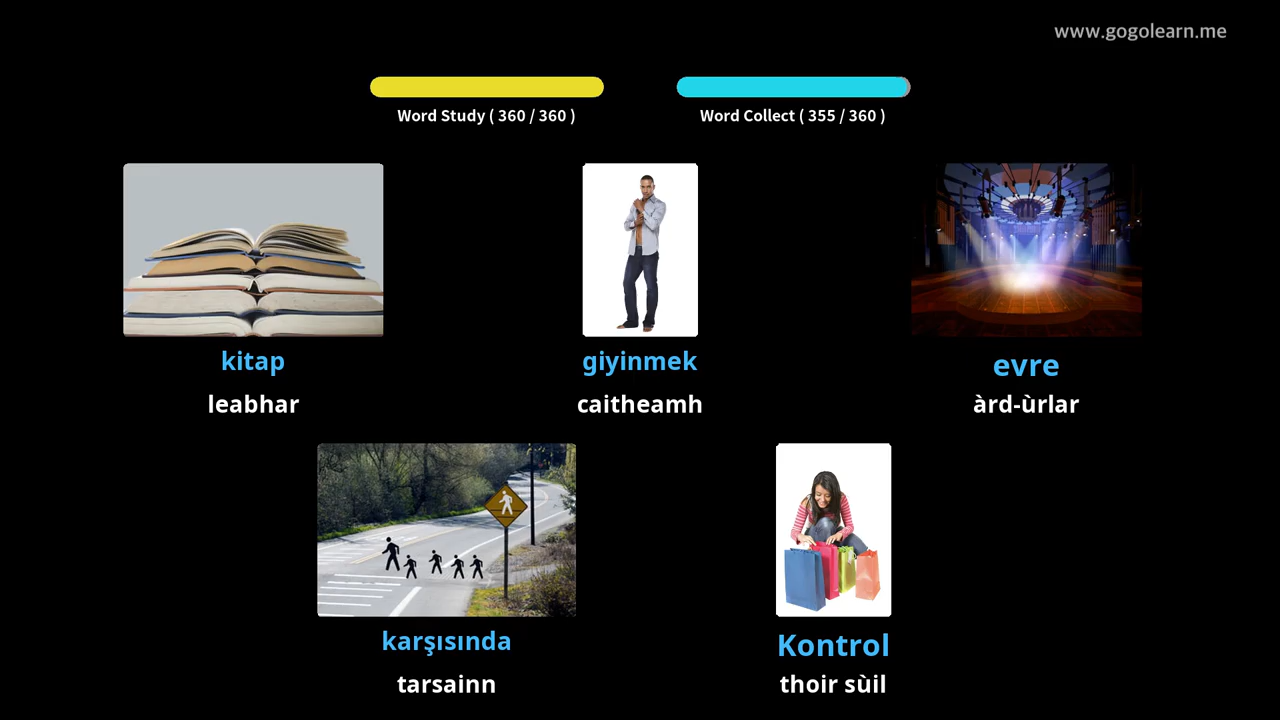 www.gogolearn.me
Word Study ( 360 / 360 )
Word Collect ( 355 / 360 )
kitap
leabhar
giyinmek
caitheamh
evre
àrd-ùrlar
karşısında
tarsainn
Kontrol
thoir sùil